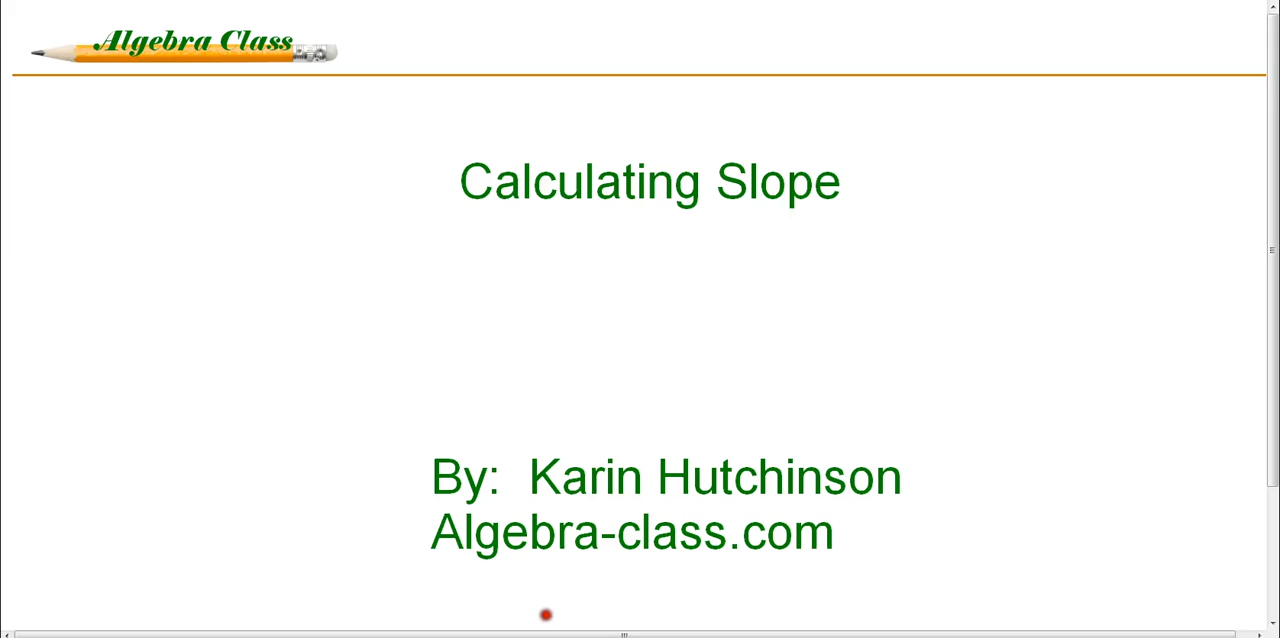 Algebra Class
Calculating Slope
By: Karin Hutchinson
Algebra-class.com